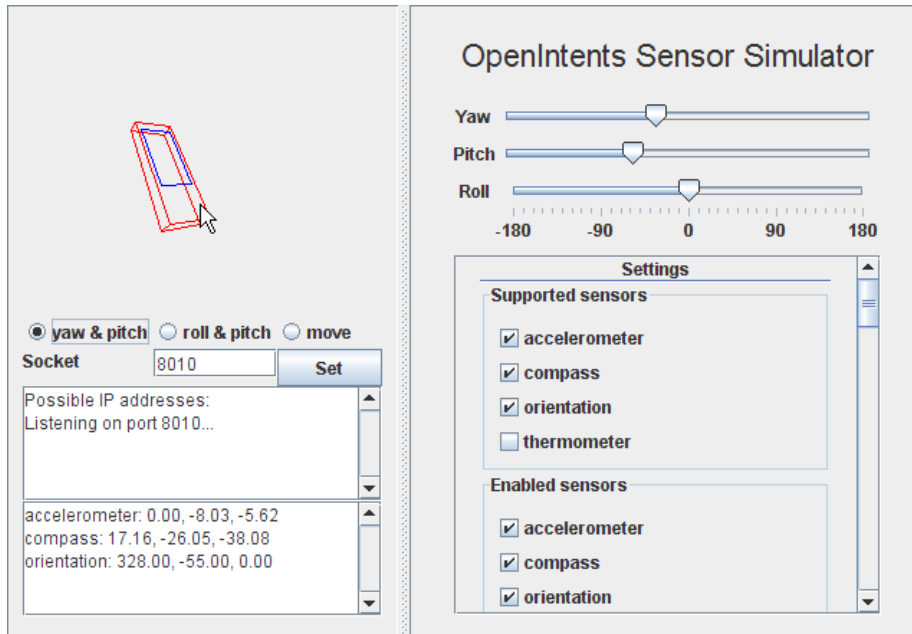 yaw & pitch roll & pitch move
Socket 8010 Set
Possible IP addresses:
Listening on port 8010...
accelerometer: 0.00, -8.03, -5.62
compass: 17.16, -26.05, -38.08
orientation: 328.00, -55.00, 0.00
OpenIntents Sensor Simulator
Yaw
Pitch
Roll
-180 -90 0 90 180
Settings
Supported sensors
accelerometer
compass
orientation
thermometer
Enabled sensors
accelerometer
compass
orientation